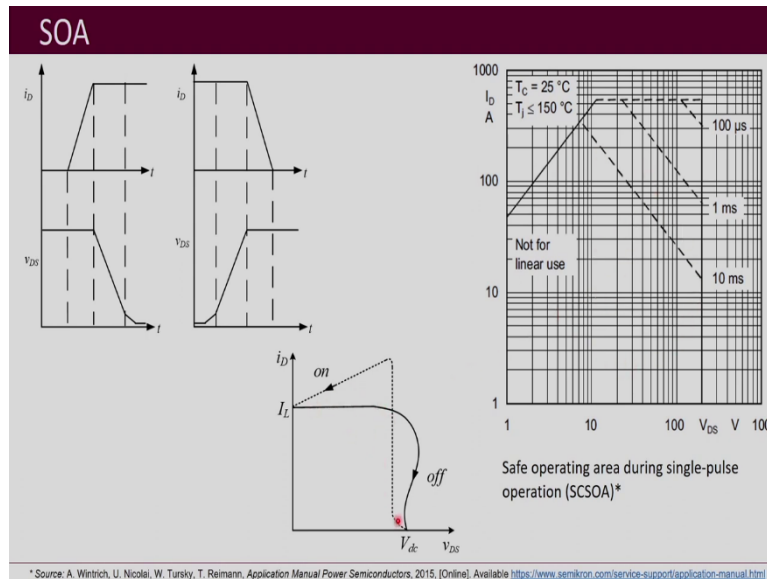 SOA
i_D
t
v_DS
t
i_D
t
v_DS
t
i_D
on
I_L
off
V_dc
v_DS
1000
I_D
A
100
10
1
T_C = 25 °C
T_j ≤ 150 °C
100 µs
1 ms
10 ms
Not for
linear use
1 10 100 V_DS V 100
Safe operating area during single-pulse
operation (SCSOA)*
* Source: A. Wintrich, U. Nicolai, W. Tursky, T. Reimann, Application Manual Power Semiconductors, 2015, [Online]. Available https://www.semikron.com/service-support/application-manual.html